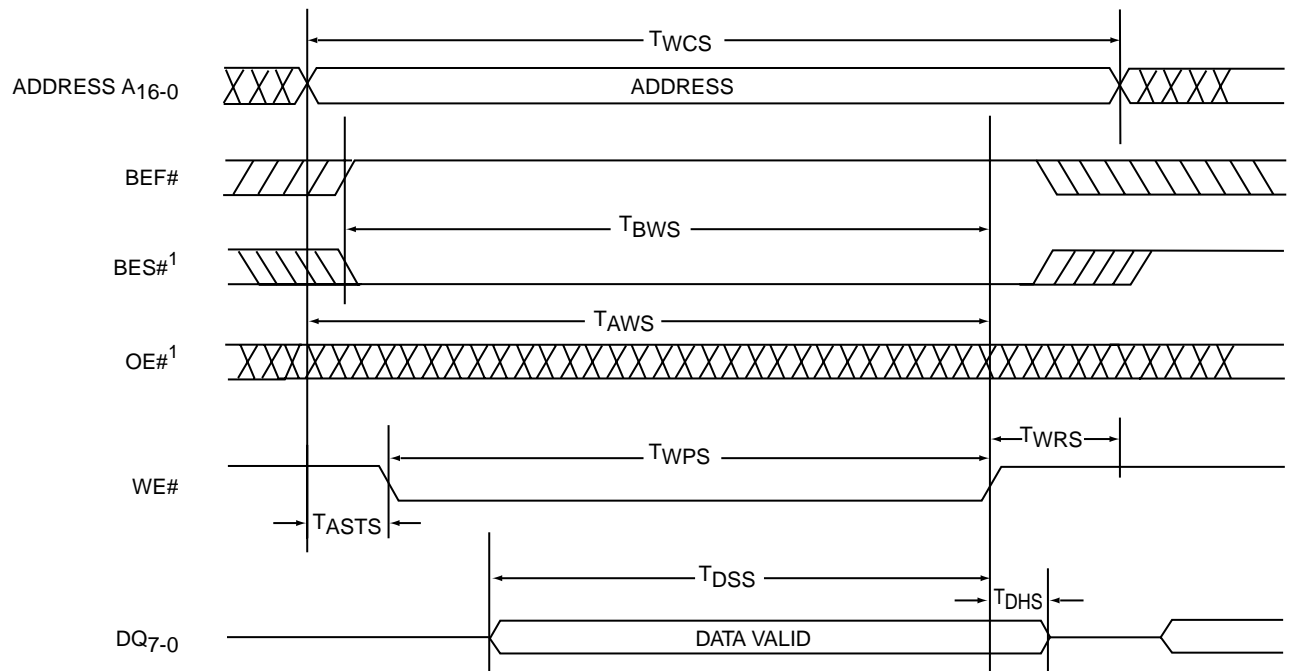 TWCS
ADDRESS A16-0
ADDRESS
BEF#
TBWS
BES#1
TAWS
OE#1
TWRS
TWPS
WE#
TASTS
TDSS
TDHS
DQ7-0
DATA VALID